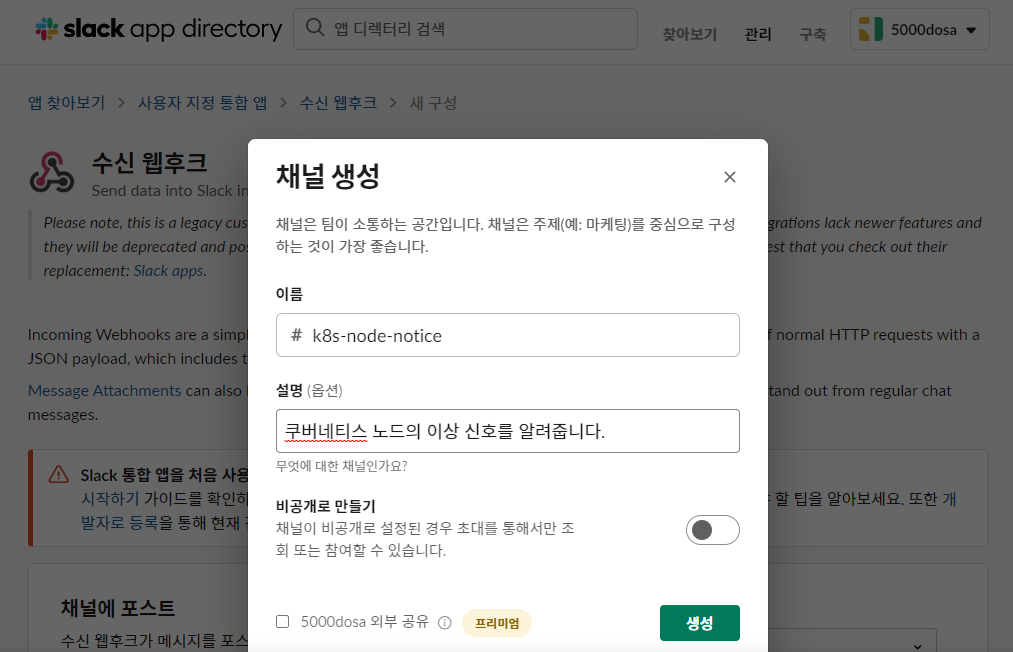 slack app directory
앱 디렉터리 검색
찾아보기
관리
구축
5000dosa
앱 찾아보기 > 사용자 지정 통합 앱 > 수신 웹후크 > 새 구성
수신 웹후크
Send data into Slack in
Please note, this is a legacy cus
grations lack newer features and
they will be deprecated and pos
est that you check out their
replacement: Slack apps.
Incoming Webhooks are a simpl
f normal HTTP requests with a
JSON payload, which includes t
Message Attachments can also
tand out from regular chat
messages.
Slack 통합 앱을 처음 사용
시작하기 가이드를 확인하
할 팁을 알아보세요. 또한 개
발자로 등록을 통해 현재
채널에 포스트
수신 웹후크가 메시지를 포스
채널 생성
채널은 팀이 소통하는 공간입니다. 채널은 주제(예: 마케팅)를 중심으로 구성
하는 것이 가장 좋습니다.
이름
# k8s-node-notice
설명 (옵션)
쿠버네티스 노드의 이상 신호를 알려줍니다.
무엇에 대한 채널인가요?
비공개로 만들기
채널이 비공개로 설정된 경우 초대를 통해서만 조
회 또는 참여할 수 있습니다.
5000dosa 외부 공유
프리미엄
생성